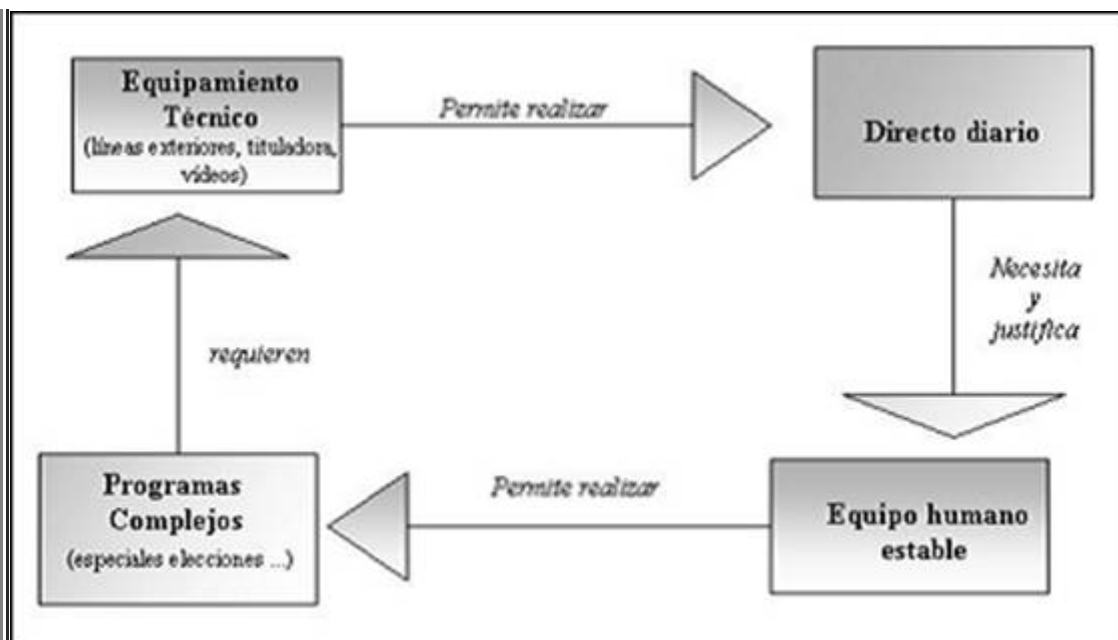 Equipamiento
Técnico
(líneas exteriores, tituladora,
vídeos)
Permite realizar
Directo diario
Necesita
y
justifica
Equipo humano
estable
Permite realizar
Programas
Complejos
(especiales elecciones ...)
requieren